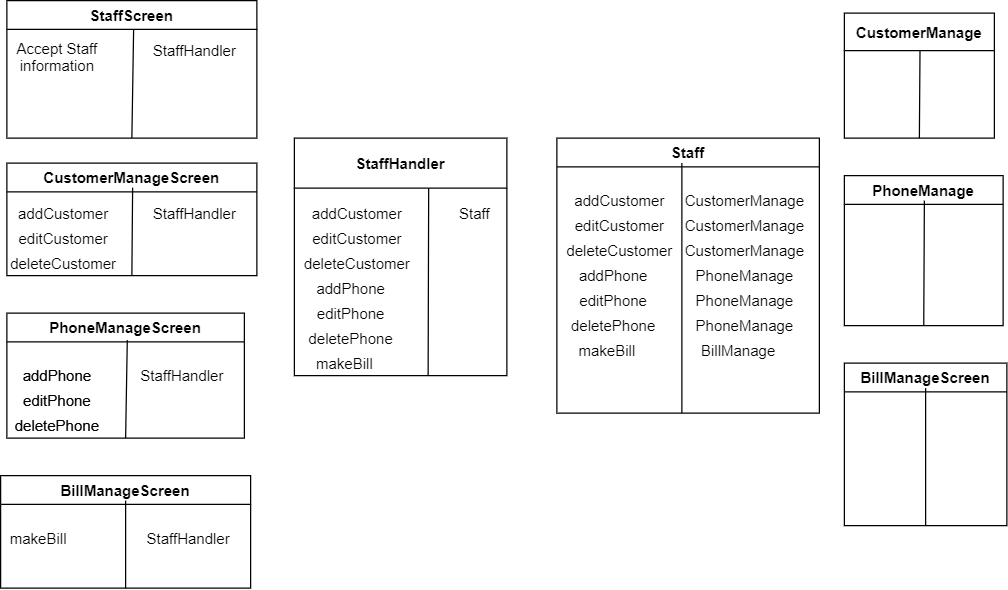 StaffScreen
Accept Staff
information
StaffHandler
CustomerManageScreen
addCustomer
StaffHandler
editCustomer
deleteCustomer
PhoneManageScreen
addPhone
StaffHandler
editPhone
deletePhone
BillManageScreen
makeBill
StaffHandler
StaffHandler
addCustomer
Staff
editCustomer
deleteCustomer
addPhone
editPhone
deletePhone
makeBill
Staff
addCustomer CustomerManage
editCustomer CustomerManage
deleteCustomer CustomerManage
addPhone PhoneManage
editPhone PhoneManage
deletePhone PhoneManage
makeBill BillManage
CustomerManage
PhoneManage
BillManageScreen